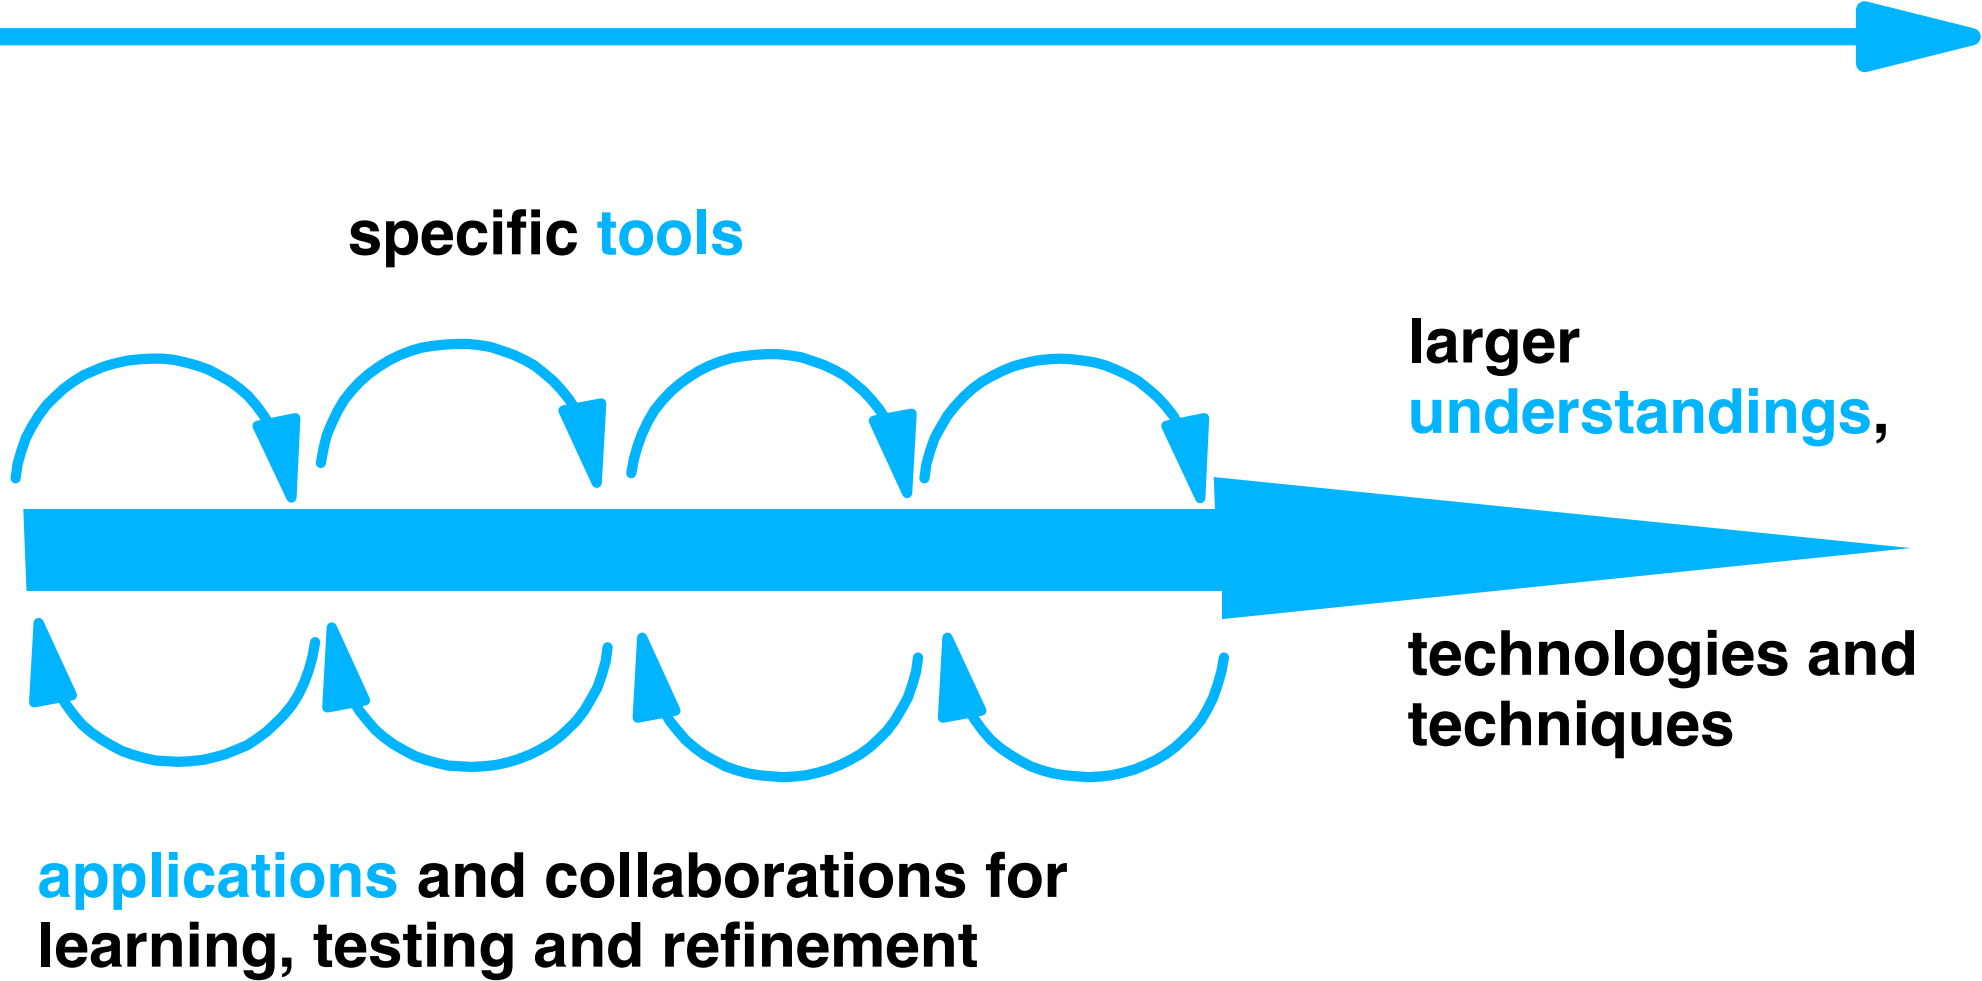 specific tools
larger
understandings,
technologies and
techniques
applications and collaborations for
learning, testing and refinement